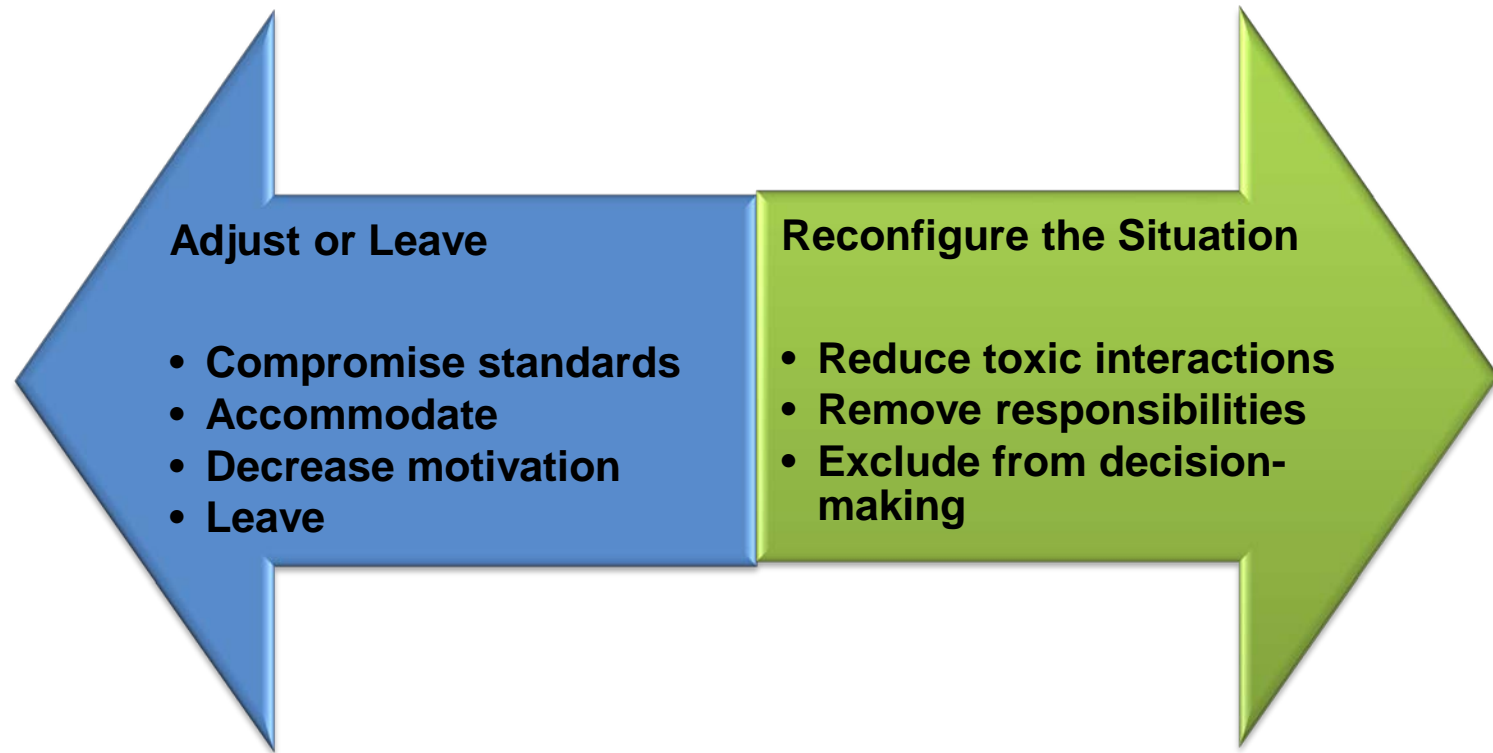 Adjust or Leave
• Compromise standards
• Accommodate
• Decrease motivation
• Leave
Reconfigure the Situation
• Reduce toxic interactions
• Remove responsibilities
• Exclude from decision-
making